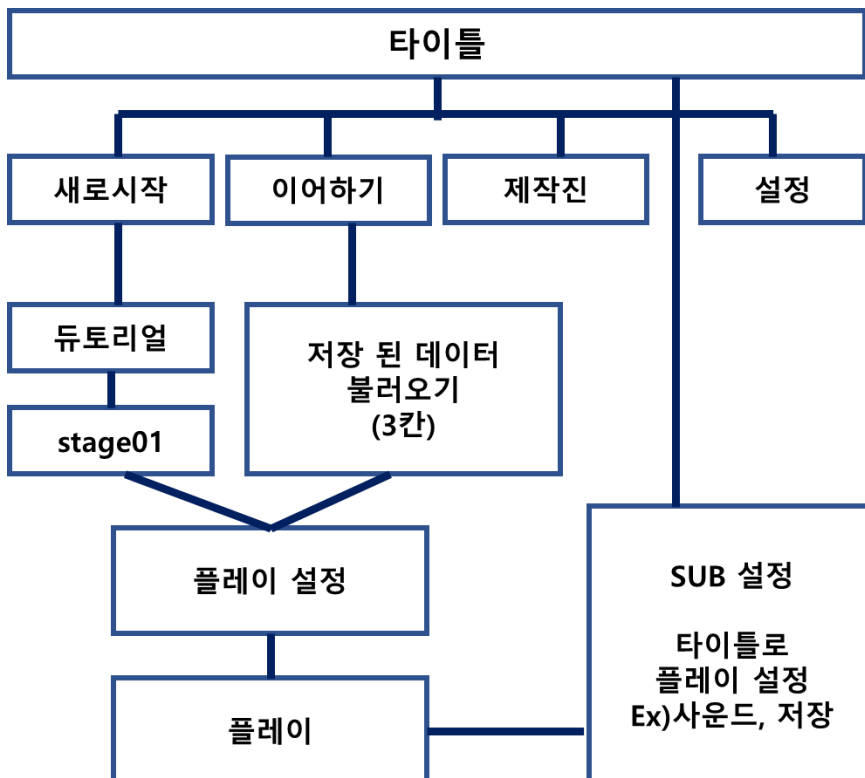 타이틀
새로시작
이어하기
제작진
설정
듀토리얼
저장 된 데이터
불러오기
(3칸)
stage01
플레이 설정
SUB 설정
타이틀로
플레이 설정
Ex)사운드, 저장
플레이